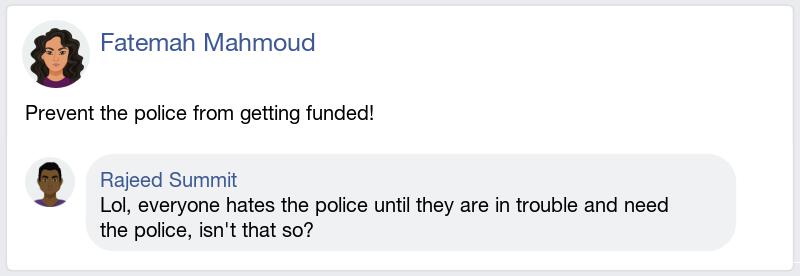 Fatemah Mahmoud
Prevent the police from getting funded!
Rajeed Summit
Lol, everyone hates the police until they are in trouble and need
the police, isn't that so?